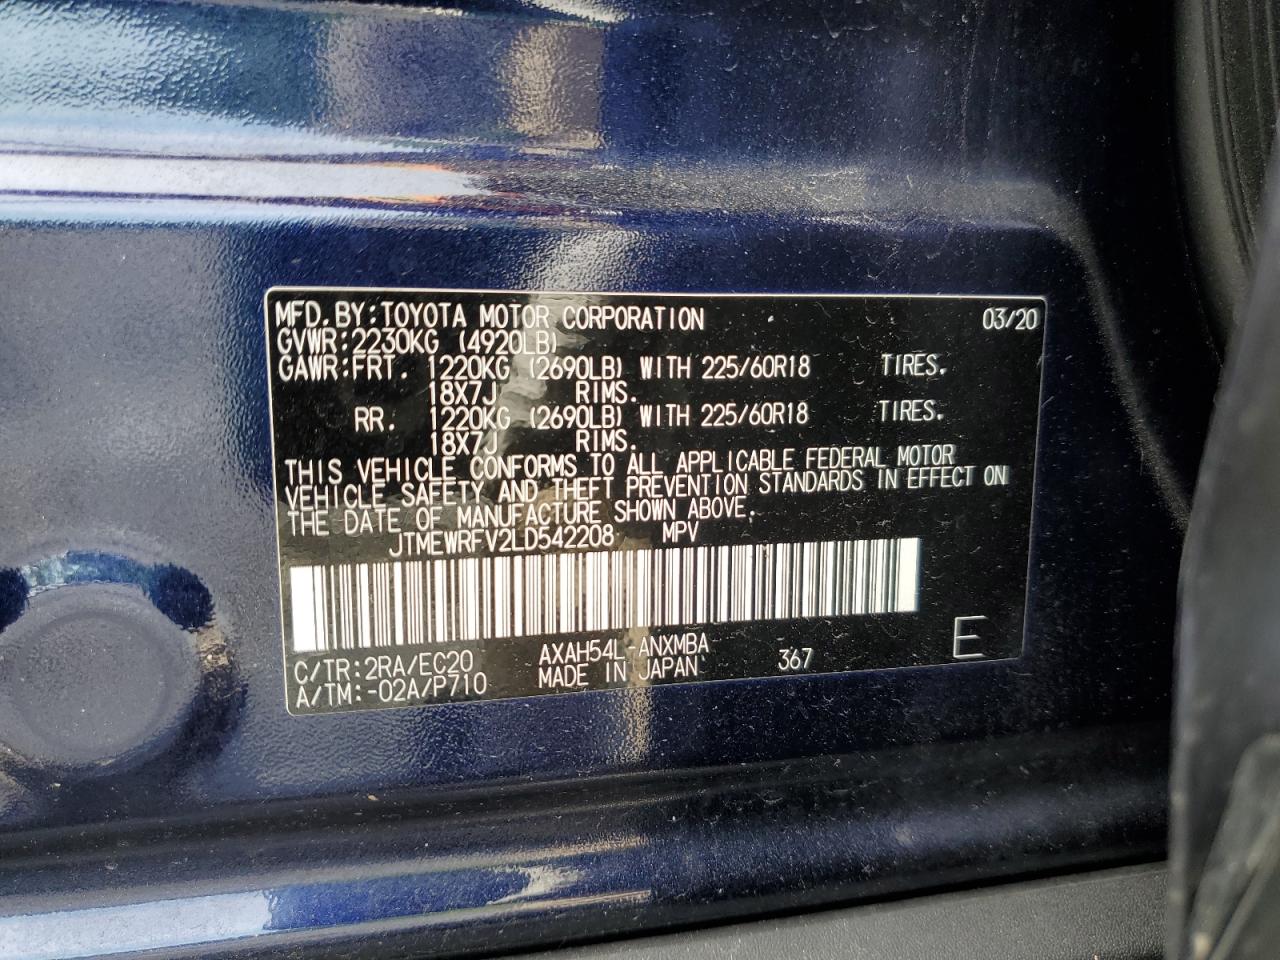 MFD.BY:TOYOTA MOTOR CORPORATION 03/20
GVWR:2230KG (4920LB)
GAWR:FRT. 1220KG (2690LB) WITH 225/60R18 TIRES.
18X7J RIMS.
RR. 1220KG (2690LB) WITH 225/60R18 TIRES.
18X7J RIMS.
THIS VEHICLE CONFORMS TO ALL APPLICABLE FEDERAL MOTOR
VEHICLE SAFETY AND THEFT PREVENTION STANDARDS IN EFFECT ON
THE DATE OF MANUFACTURE SHOWN ABOVE.
JTMEWRFV2LD542208 MPV
C/TR:2RA/EC20 AXAH54L-ANXMBA 367 E
A/TM:-02A/P710 MADE IN JAPAN